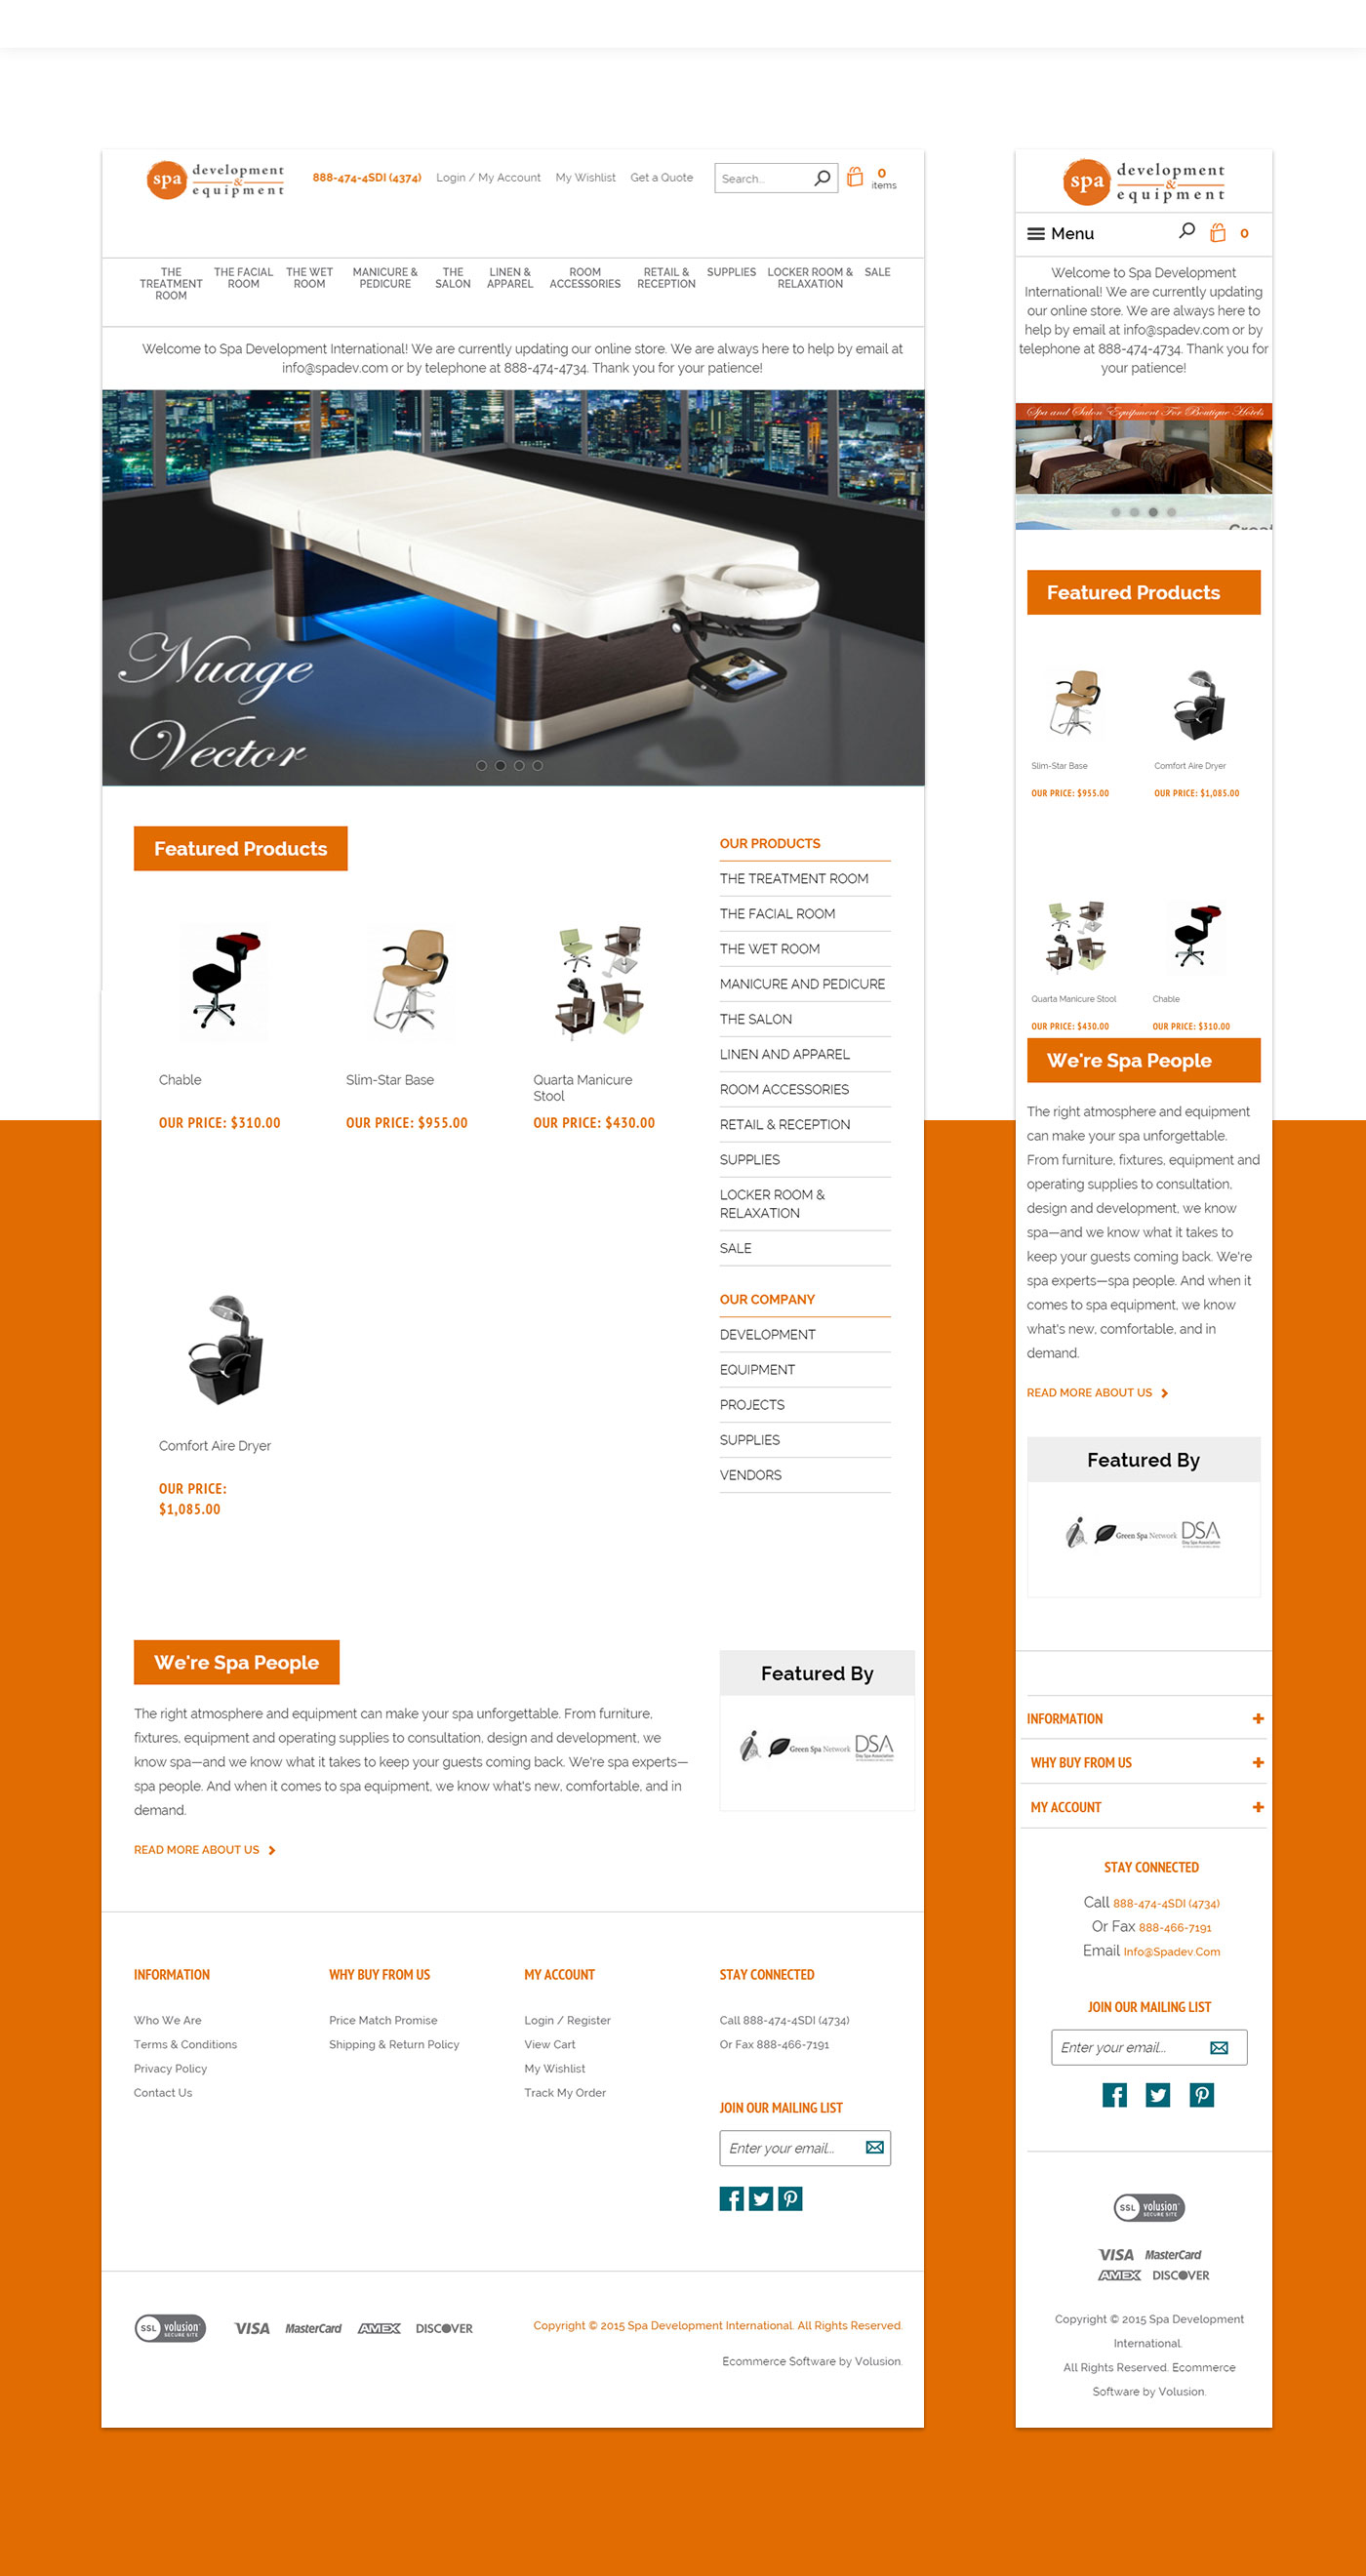 spa development & equipment
888-474-4SDI (4374) Login / My Account My Wishlist Get a Quote Search... 0 items
THE TREATMENT ROOM
THE FACIAL ROOM
THE WET ROOM
MANICURE & PEDICURE
THE SALON
LINEN & APPAREL
ROOM ACCESSORIES
RETAIL & RECEPTION
SUPPLIES
LOCKER ROOM & RELAXATION
SALE
Welcome to Spa Development International! We are currently updating our online store. We are always here to help by email at
info@spadev.com or by telephone at 888-474-4734. Thank you for your patience!
Nuage
Vector
Featured Products
Chable
OUR PRICE: $310.00
Slim-Star Base
OUR PRICE: $955.00
Quarta Manicure
Stool
OUR PRICE: $430.00
Comfort Aire Dryer
OUR PRICE:
$1,085.00
OUR PRODUCTS
THE TREATMENT ROOM
THE FACIAL ROOM
THE WET ROOM
MANICURE AND PEDICURE
THE SALON
LINEN AND APPAREL
ROOM ACCESSORIES
RETAIL & RECEPTION
SUPPLIES
LOCKER ROOM &
RELAXATION
SALE
OUR COMPANY
DEVELOPMENT
EQUIPMENT
PROJECTS
SUPPLIES
VENDORS
We're Spa People
The right atmosphere and equipment can make your spa unforgettable. From furniture,
fixtures, equipment and operating supplies to consultation, design and development, we
know spa—and we know what it takes to keep your guests coming back. We're spa experts—
spa people. And when it comes to spa equipment, we know what's new, comfortable, and in
demand.
READ MORE ABOUT US
Featured By
Green Spa Network DSA
Day Spa Association
INFORMATION
Who We Are
Terms & Conditions
Privacy Policy
Contact Us
WHY BUY FROM US
Price Match Promise
Shipping & Return Policy
MY ACCOUNT
Login / Register
View Cart
My Wishlist
Track My Order
STAY CONNECTED
Call 888-474-4SDI (4734)
Or Fax 888-466-7191
JOIN OUR MAILING LIST
Enter your email...
SSL volusion SECURE SITE VISA MasterCard AMEX DISCOVER
Copyright © 2015 Spa Development International. All Rights Reserved.
Ecommerce Software by Volusion.
spa development & equipment
Menu 0
Welcome to Spa Development
International! We are currently updating
our online store. We are always here to
help by email at info@spadev.com or by
telephone at 888-474-4734. Thank you for
your patience!
Spa and Salon Equipment For Boutique Hotels
Featured Products
Slim-Star Base
OUR PRICE: $955.00
Comfort Aire Dryer
OUR PRICE: $1,085.00
Quarta Manicure Stool
OUR PRICE: $430.00
Chable
OUR PRICE: $310.00
We're Spa People
The right atmosphere and equipment
can make your spa unforgettable.
From furniture, fixtures, equipment and
operating supplies to consultation,
design and development, we know
spa—and we know what it takes to
keep your guests coming back. We're
spa experts—spa people. And when it
comes to spa equipment, we know
what's new, comfortable, and in
demand.
READ MORE ABOUT US
Featured By
Green Spa Network DSA
Day Spa Association
INFORMATION +
WHY BUY FROM US +
MY ACCOUNT +
STAY CONNECTED
Call 888-474-4SDI (4734)
Or Fax 888-466-7191
Email Info@Spadev.Com
JOIN OUR MAILING LIST
Enter your email...
SSL volusion SECURE SITE
VISA MasterCard
AMEX DISCOVER
Copyright © 2015 Spa Development
International.
All Rights Reserved. Ecommerce
Software by Volusion.